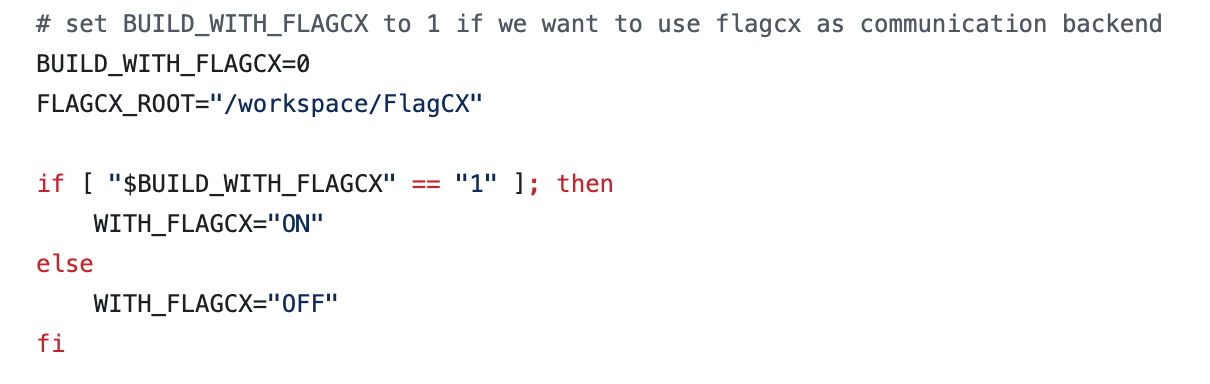 # set BUILD_WITH_FLAGCX to 1 if we want to use flagcx as communication backend
BUILD_WITH_FLAGCX=0
FLAGCX_ROOT="/workspace/FlagCX"

if [ "$BUILD_WITH_FLAGCX" == "1" ]; then
    WITH_FLAGCX="ON"
else
    WITH_FLAGCX="OFF"
fi